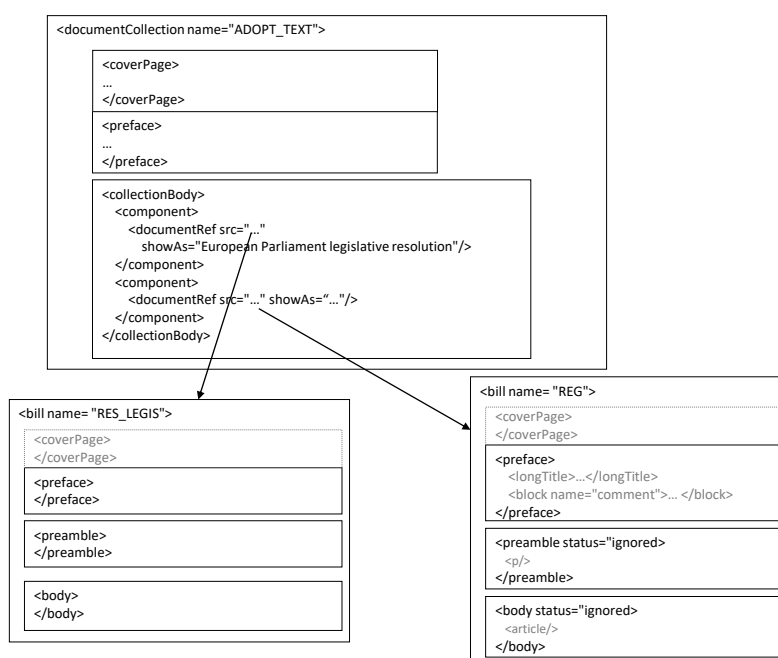 <documentCollection name="ADOPT_TEXT">
<coverPage>
…
</coverPage>
<preface>
…
</preface>
<collectionBody>
<component>
<documentRef src="…"
showAs="European Parliament legislative resolution"/>
</component>
<component>
<documentRef src="…" showAs=“…"/>
</component>
</collectionBody>
<bill name= "RES_LEGIS">
<coverPage>
</coverPage>
<preface>
</preface>
<preamble>
</preamble>
<body>
</body>
<bill name= "REG">
<coverPage>
</coverPage>
<preface>
<longTitle>…</longTitle>
<block name="comment">… </block>
</preface>
<preamble status="ignored>
<p/>
</preamble>
<body status="ignored>
<article/>
</body>